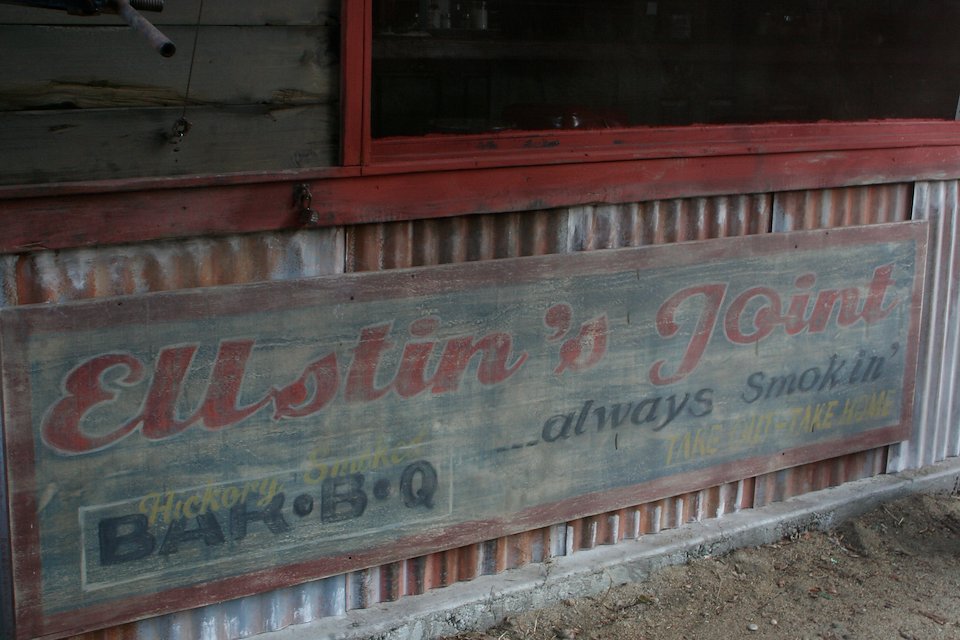 Ellstin's Joint
...always Smokin'
TAKE OUT-TAKE HOME
Hickory Smoked
BAR•B•Q